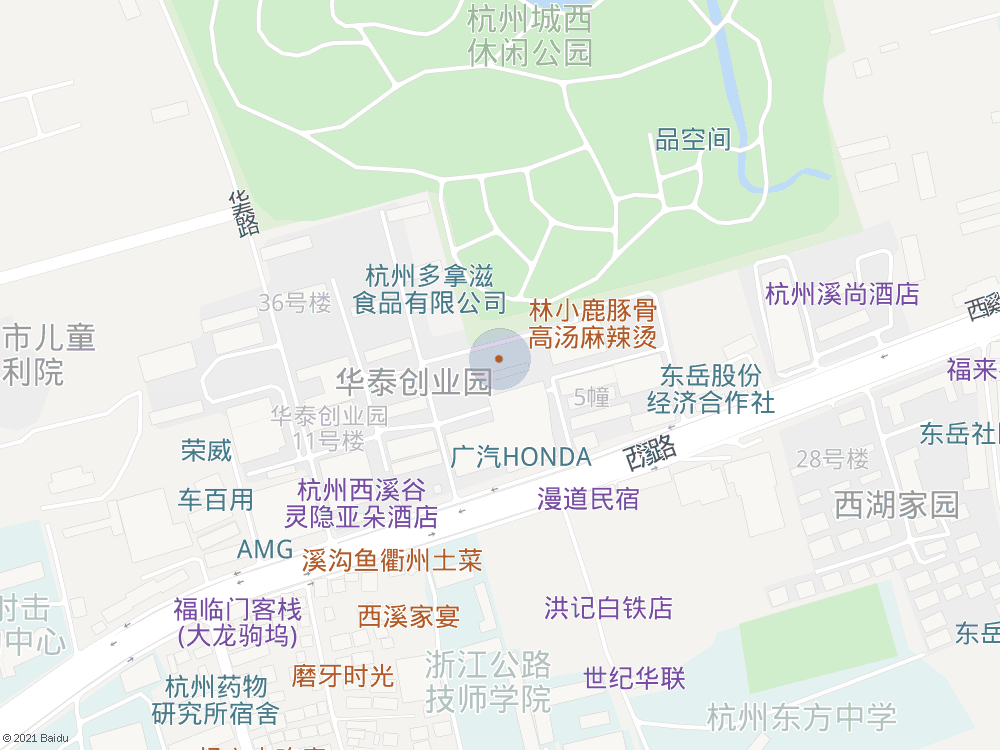 杭州城西
休闲公园
品空间
华泰路
杭州多拿滋
食品有限公司
36号楼
杭州溪尚酒店
林小鹿豚骨
高汤麻辣烫
西溪
市儿童
利院
华泰创业园
东岳股份
经济合作社
福来
5幢
华泰创业园
11号楼
荣威
广汽HONDA
西溪路
东岳社
28号楼
杭州西溪谷
灵隐亚朵酒店
车百用
漫道民宿
西湖家园
AMG
溪沟鱼衢州土菜
福临门客栈
(大龙驹坞)
西溪家宴
洪记白铁店
射击
中心
东岳
浙江公路
技师学院
磨牙时光
世纪华联
杭州药物
研究所宿舍
杭州东方中学
© 2021 Baidu